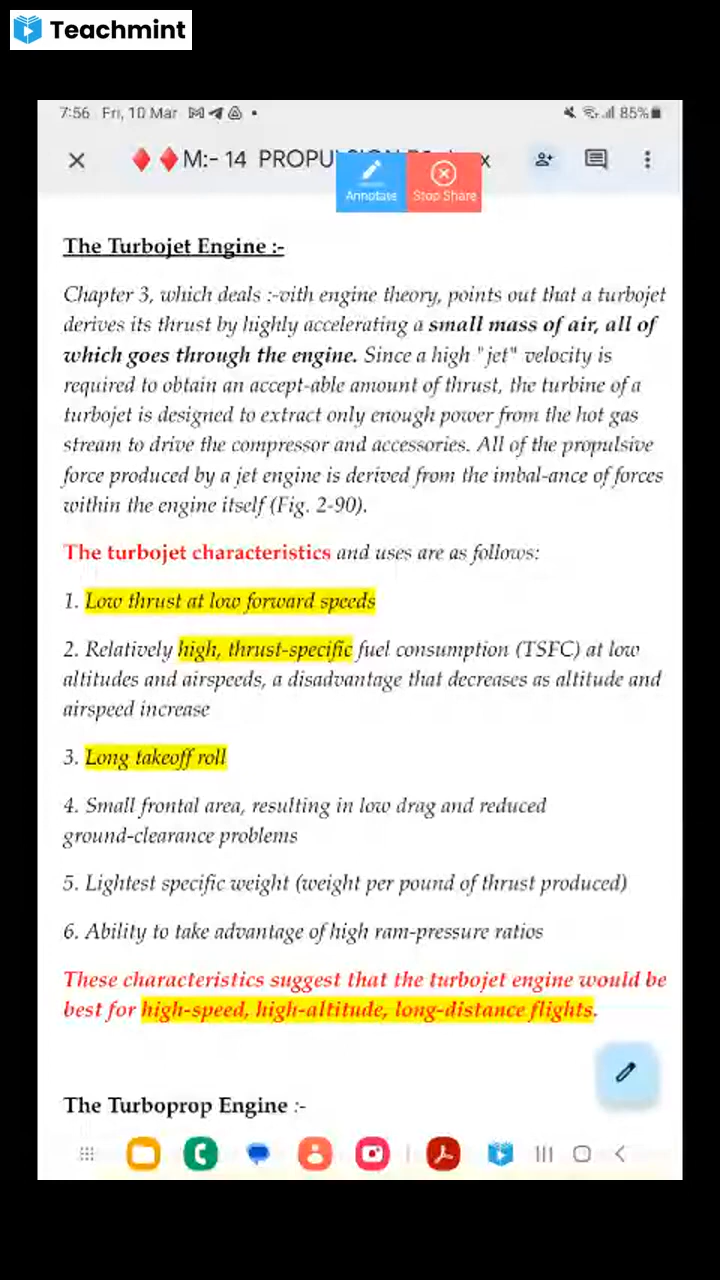 Teachmint
7:56 Fri, 10 Mar
85%
M:- 14 PROPU
x
Annotate
Stop Share
The Turbojet Engine :-
Chapter 3, which deals :-vith engine theory, points out that a turbojet
derives its thrust by highly accelerating a small mass of air, all of
which goes through the engine. Since a high "jet" velocity is
required to obtain an accept-able amount of thrust, the turbine of a
turbojet is designed to extract only enough power from the hot gas
stream to drive the compressor and accessories. All of the propulsive
force produced by a jet engine is derived from the imbal-ance of forces
within the engine itself (Fig. 2-90).
The turbojet characteristics and uses are as follows:
1. Low thrust at low forward speeds
2. Relatively high, thrust-specific fuel consumption (TSFC) at low
altitudes and airspeeds, a disadvantage that decreases as altitude and
airspeed increase
3. Long takeoff roll
4. Small frontal area, resulting in low drag and reduced
ground-clearance problems
5. Lightest specific weight (weight per pound of thrust produced)
6. Ability to take advantage of high ram-pressure ratios
These characteristics suggest that the turbojet engine would be
best for high-speed, high-altitude, long-distance flights.
The Turboprop Engine :-